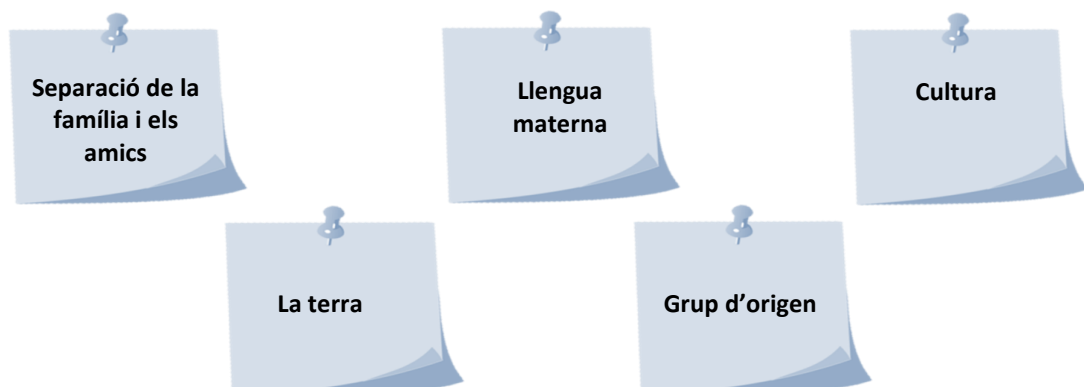 Separació de la
família i els
amics
Llengua
materna
Cultura
La terra
Grup d’origen